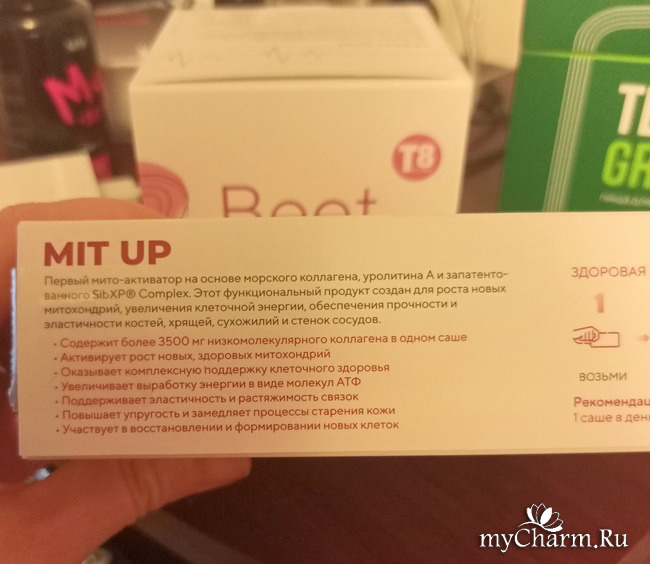 T8
Beet
TE
GR
MIT UP
Первый мито-активатор на основе морского коллагена, уролитина А и запатенто-
ванного SibXP® Complex. Этот функциональный продукт создан для роста новых
митохондрий, увеличения клеточной энергии, обеспечения прочности и
эластичности костей, хрящей, сухожилий и стенок сосудов.
• Содержит более 3500 мг низкомолекулярного коллагена в одном саше
• Активирует рост новых, здоровых митохондрий
• Оказывает комплексную поддержку клеточного здоровья
• Увеличивает выработку энергии в виде молекул АТФ
• Поддерживает эластичность и растяжимость связок
• Повышает упругость и замедляет процессы старения кожи
• Участвует в восстановлении и формировании новых клеток
ЗДОРОВАЯ
1
ВОЗЬМИ
Рекомендац
1 саше в ден
myCharm.Ru